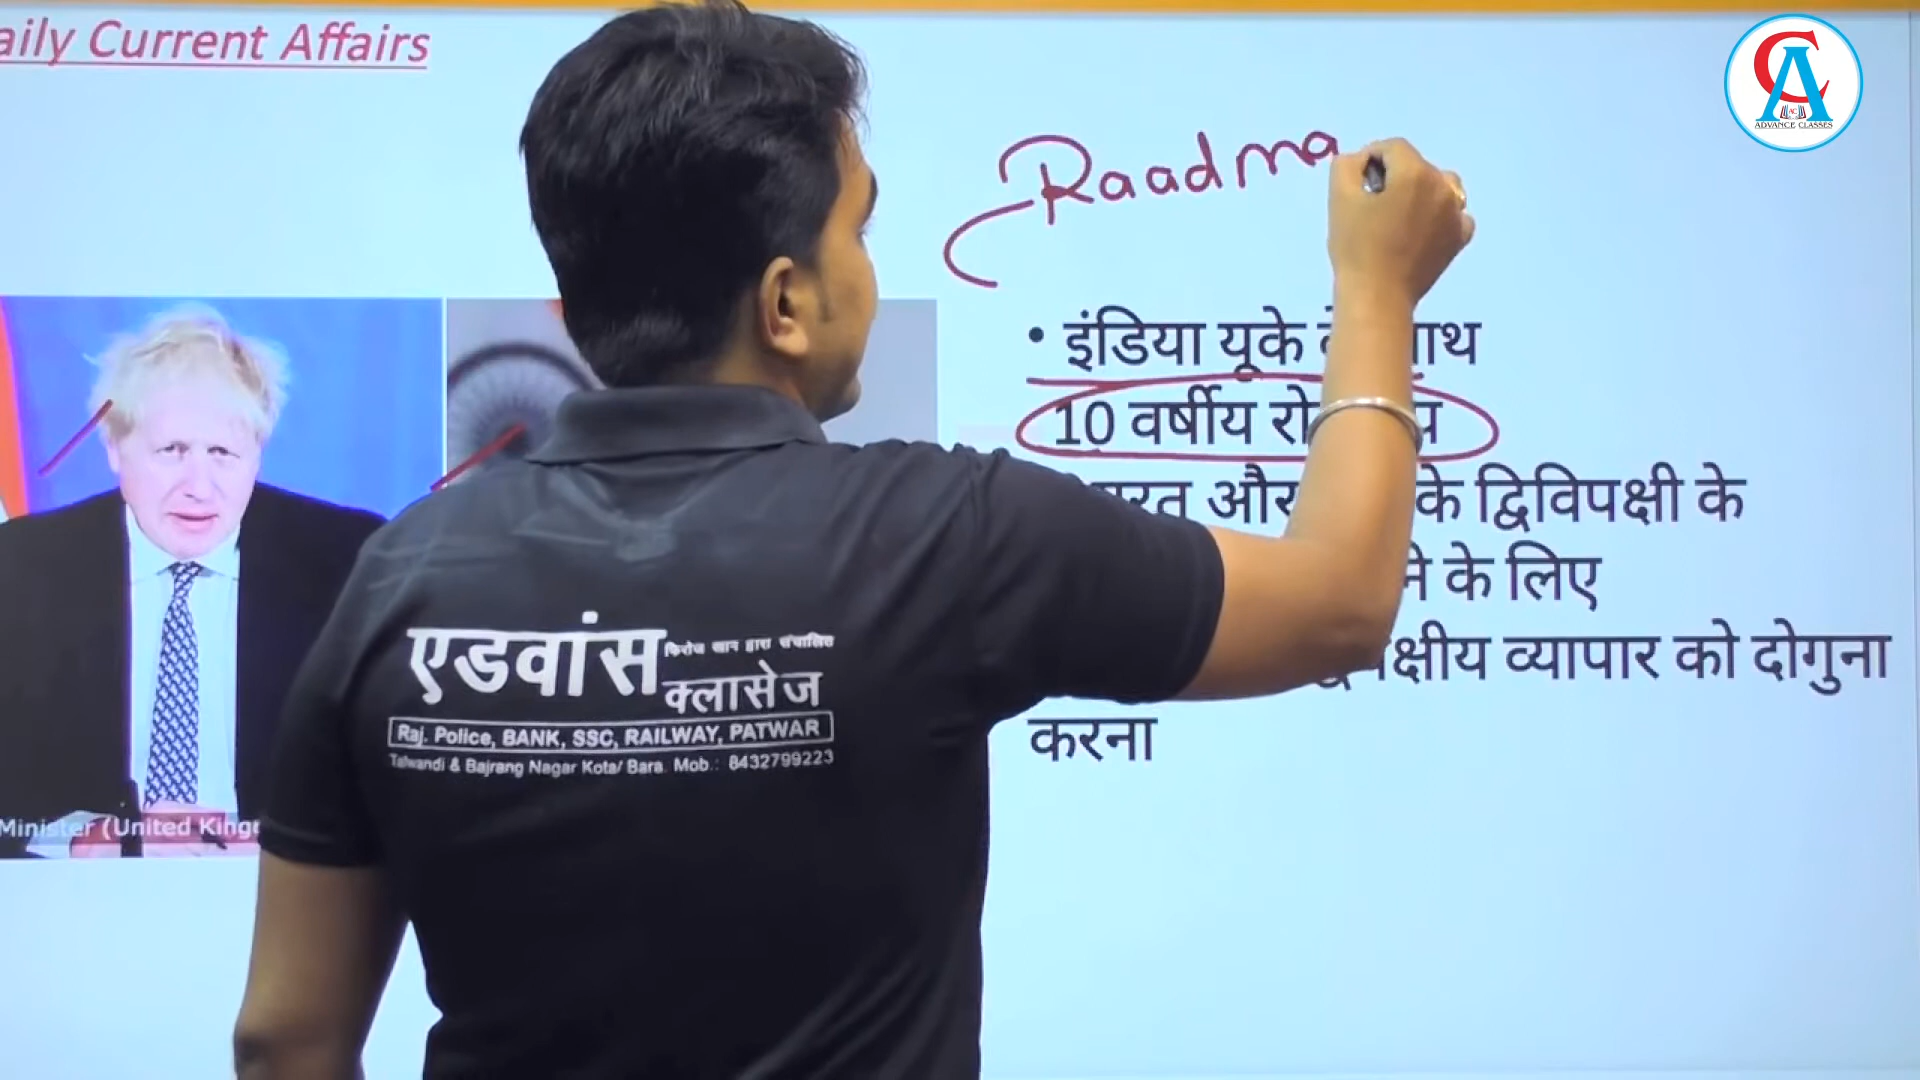 aily Current Affairs
ADVANCE CLASSES
Raadma
• इंडिया यूके के साथ
10 वर्षीय
और के द्विविपक्षी के
के लिए
व्यापार को दोगुना
करना
Minister (United King
एडवांस
फिरोज खान द्वारा संचालित
क्लासेज
Raj. Police, BANK, SSC, RAILWAY, PATWAR
Talwandi & Bajrang Nagar Kota/ Bara. Mob.: 8432799223